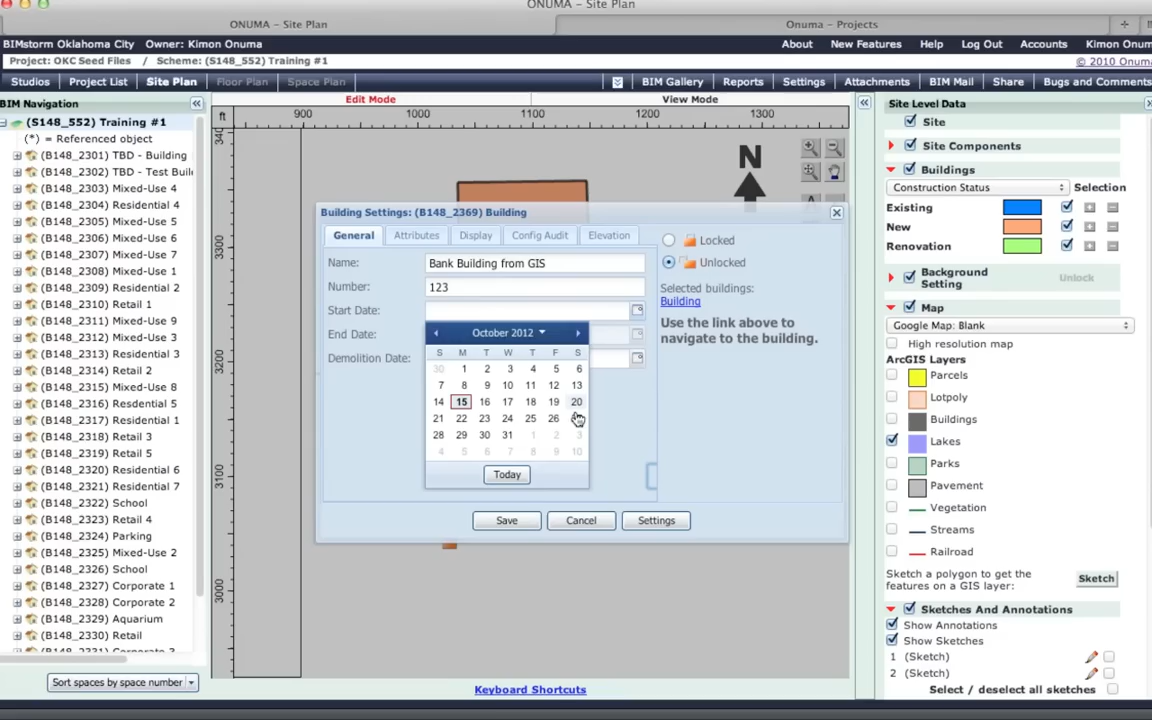 ONUMA - Site Plan
ONUMA - Site Plan
Onuma - Projects
BIMstorm Oklahoma City Owner: Kimon Onuma
About New Features Help Log Out Accounts Kimon Onum
Project: OKC Seed Files / Scheme: (S148_552) Training #1
© 2010 Onuma
Studios Project List Site Plan Floor Plan Space Plan
BIM Gallery Reports Settings Attachments BIM Mail Share Bugs and Comments
BIM Navigation
Edit Mode
View Mode
Site Level Data
(S148_552) Training #1
(*) = Referenced object
(B148_2301) TBD - Building
(B148_2302) TBD - Test Build
(B148_2303) Mixed-Use 4
(B148_2304) Residential 4
(B148_2305) Mixed-Use 5
(B148_2306) Mixed-Use 6
(B148_2307) Mixed-Use 7
(B148_2308) Mixed-Use 1
(B148_2309) Residential 2
(B148_2310) Retail 1
(B148_2311) Mixed-Use 9
(B148_2312) Mixed-Use 3
(B148_2313) Residential 3
(B148_2314) Parking 2
(B148_2315) Mixed-Use 8
(B148_2316) Residential 5
(B148_2317) Residential 1
(B148_2318) Retail 3
(B148_2319) Retail 5
(B148_2320) Residential 6
(B148_2321) Residential 7
(B148_2322) School
(B148_2323) Retail 4
(B148_2324) Parking
(B148_2325) Mixed-Use 2
(B148_2326) School
(B148_2327) Corporate 1
(B148_2328) Corporate 2
(B148_2329) Aquarium
(B148_2330) Retail
(B148_2331) Corporate 3
Sort spaces by space number
ft
900 1000 1100 1200 1300
340
3300
3200
3100
3000
N
Building Settings: (B148_2369) Building
General Attributes Display Config Audit Elevation
Name: Bank Building from GIS
Number: 123
Start Date:
End Date:
Demolition Date:
October 2012
S M T W T F S
30 1 2 3 4 5 6
7 8 9 10 11 12 13
14 15 16 17 18 19 20
21 22 23 24 25 26
28 29 30 31 1 2 3
4 5 6 7 8 9 10
Today
Locked
Unlocked
Selected buildings:
Building
Use the link above to
navigate to the building.
Save Cancel Settings
Keyboard Shortcuts
Site
Site Components
Buildings
Construction Status Selection
Existing
New
Renovation
Background
Setting
Unlock
Map
Google Map: Blank
High resolution map
ArcGIS Layers
Parcels
Lotpoly
Buildings
Lakes
Parks
Pavement
Vegetation
Streams
Railroad
Sketch a polygon to get the
features on a GIS layer:
Sketch
Sketches And Annotations
Show Annotations
Show Sketches
1 (Sketch)
2 (Sketch)
Select / deselect all sketches